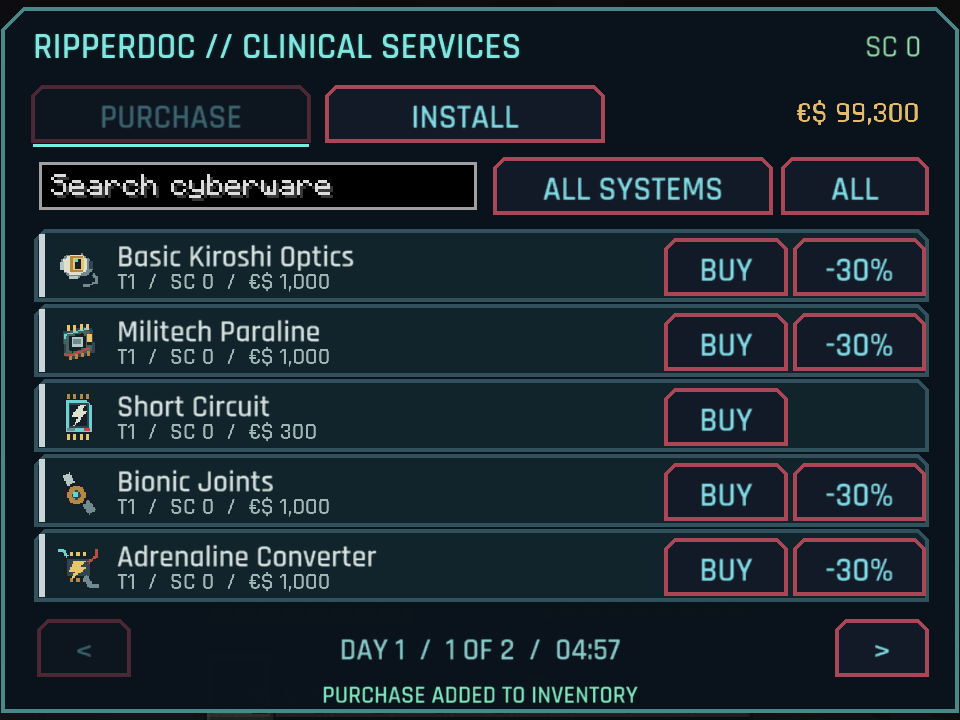 RIPPERDOC // CLINICAL SERVICES
SC 0
PURCHASE
INSTALL
€$ 99,300
Search cyberware
ALL SYSTEMS
ALL
Basic Kiroshi Optics
T1 / SC 0 / €$ 1,000
BUY
-30%
Militech Paraline
T1 / SC 0 / €$ 1,000
BUY
-30%
Short Circuit
T1 / SC 0 / €$ 300
BUY
Bionic Joints
T1 / SC 0 / €$ 1,000
BUY
-30%
Adrenaline Converter
T1 / SC 0 / €$ 1,000
BUY
-30%
<
DAY 1 / 1 OF 2 / 04:57
>
PURCHASE ADDED TO INVENTORY